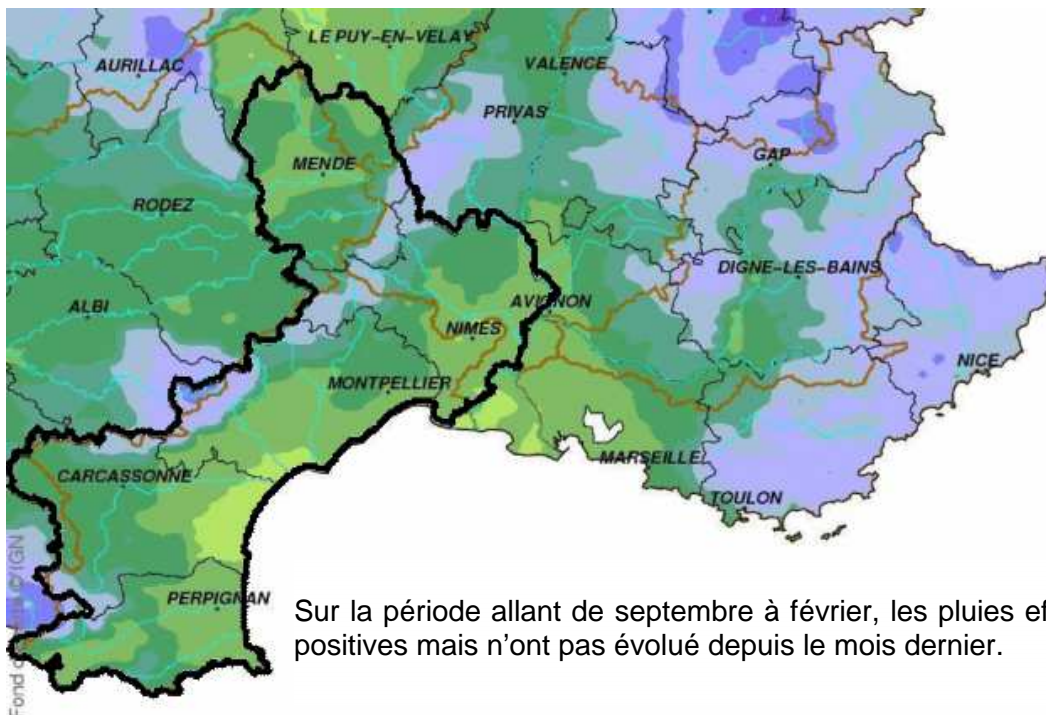 LE PUY-EN-VELAY
AURILLAC
VALENCE
PRIVAS
GAP
MENDE
RODEZ
DIGNE-LES-BAINS
ALBI
AVIGNON
NIMES
NICE
MONTPELLIER
MARSEILLE
CARCASSONNE
TOULON
PERPIGNAN
Sur la période allant de septembre à février, les pluies
positives mais n'ont pas évolué depuis le mois dernier.
Fond ©/IGN